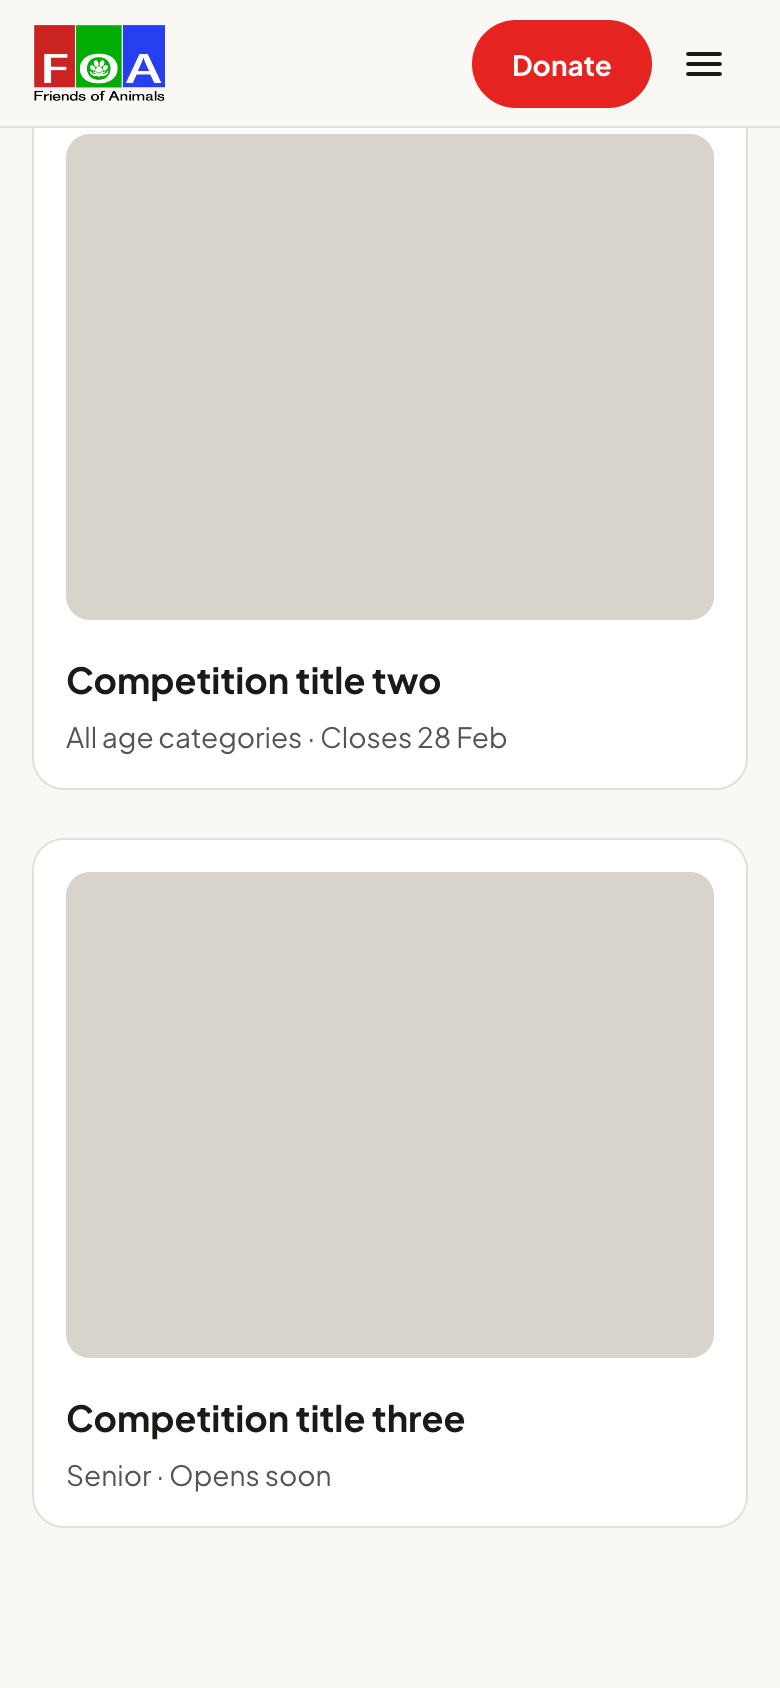 FOA
Friends of Animals
Donate
Competition title two
All age categories · Closes 28 Feb
Competition title three
Senior · Opens soon